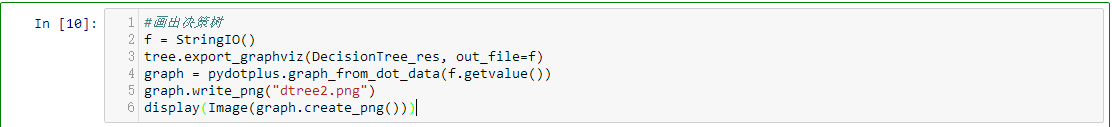 In [10]:
1 #画出决策树
2 f = StringIO()
3 tree.export_graphviz(DecisionTree_res, out_file=f)
4 graph = pydotplus.graph_from_dot_data(f.getvalue())
5 graph.write_png("dtree2.png")
6 display(Image(graph.create_png()))